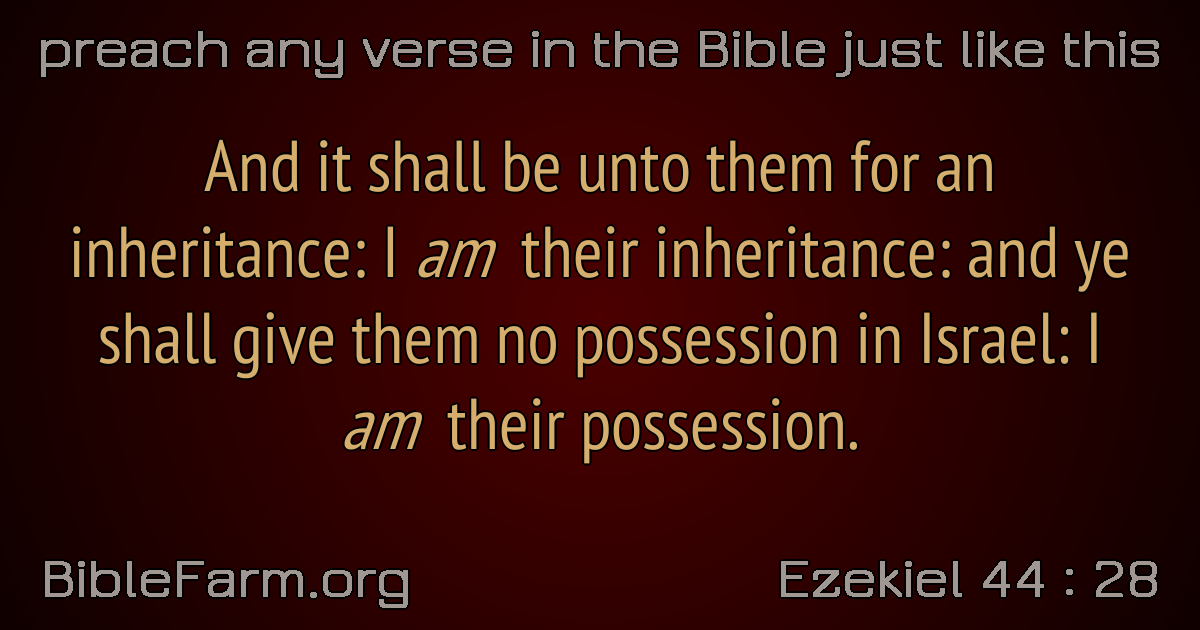 preach any verse in the Bible just like this
And it shall be unto them for an
inheritance: I am their inheritance: and ye
shall give them no possession in Israel: I
am their possession.
BibleFarm.org
Ezekiel 44 : 28